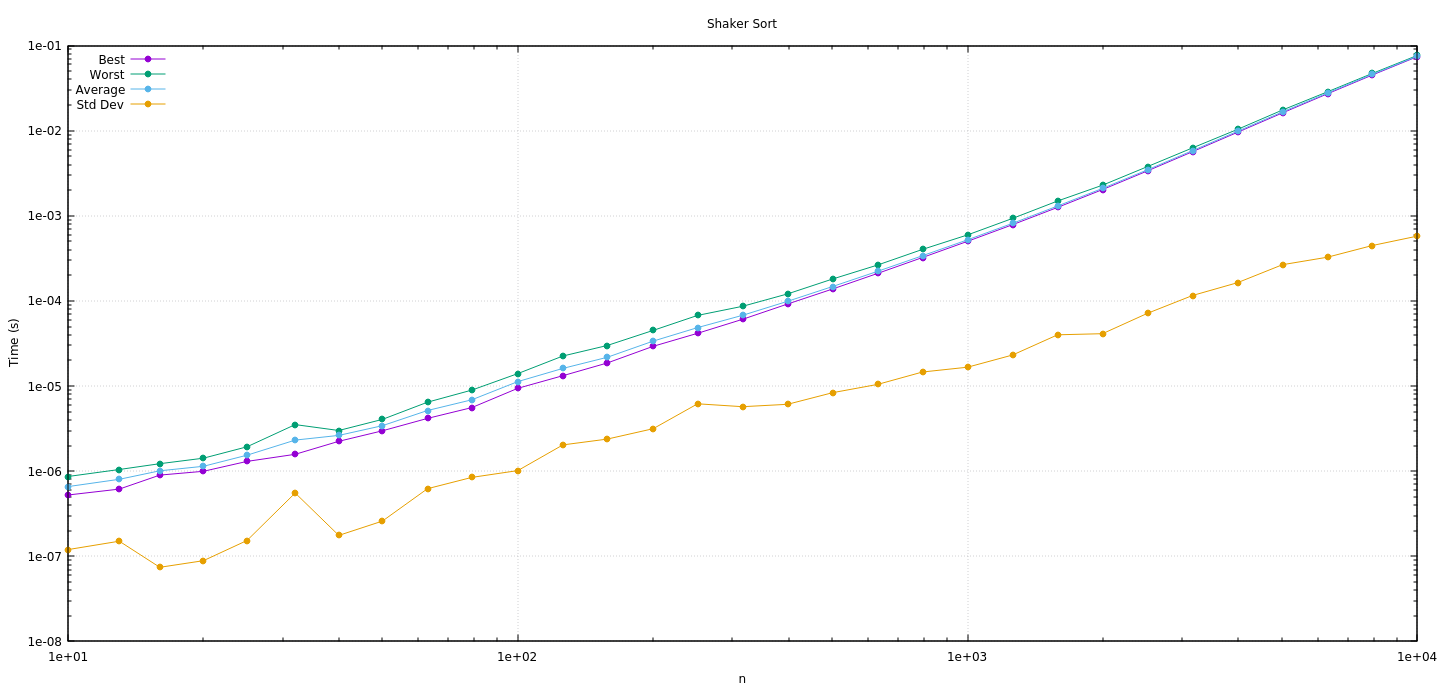 Shaker Sort
1e-01
1e-02
1e-03
1e-04
1e-05
1e-06
1e-07
1e-08
Time (s)
Best
Worst
Average
Std Dev
1e+01
1e+02
1e+03
1e+04
n